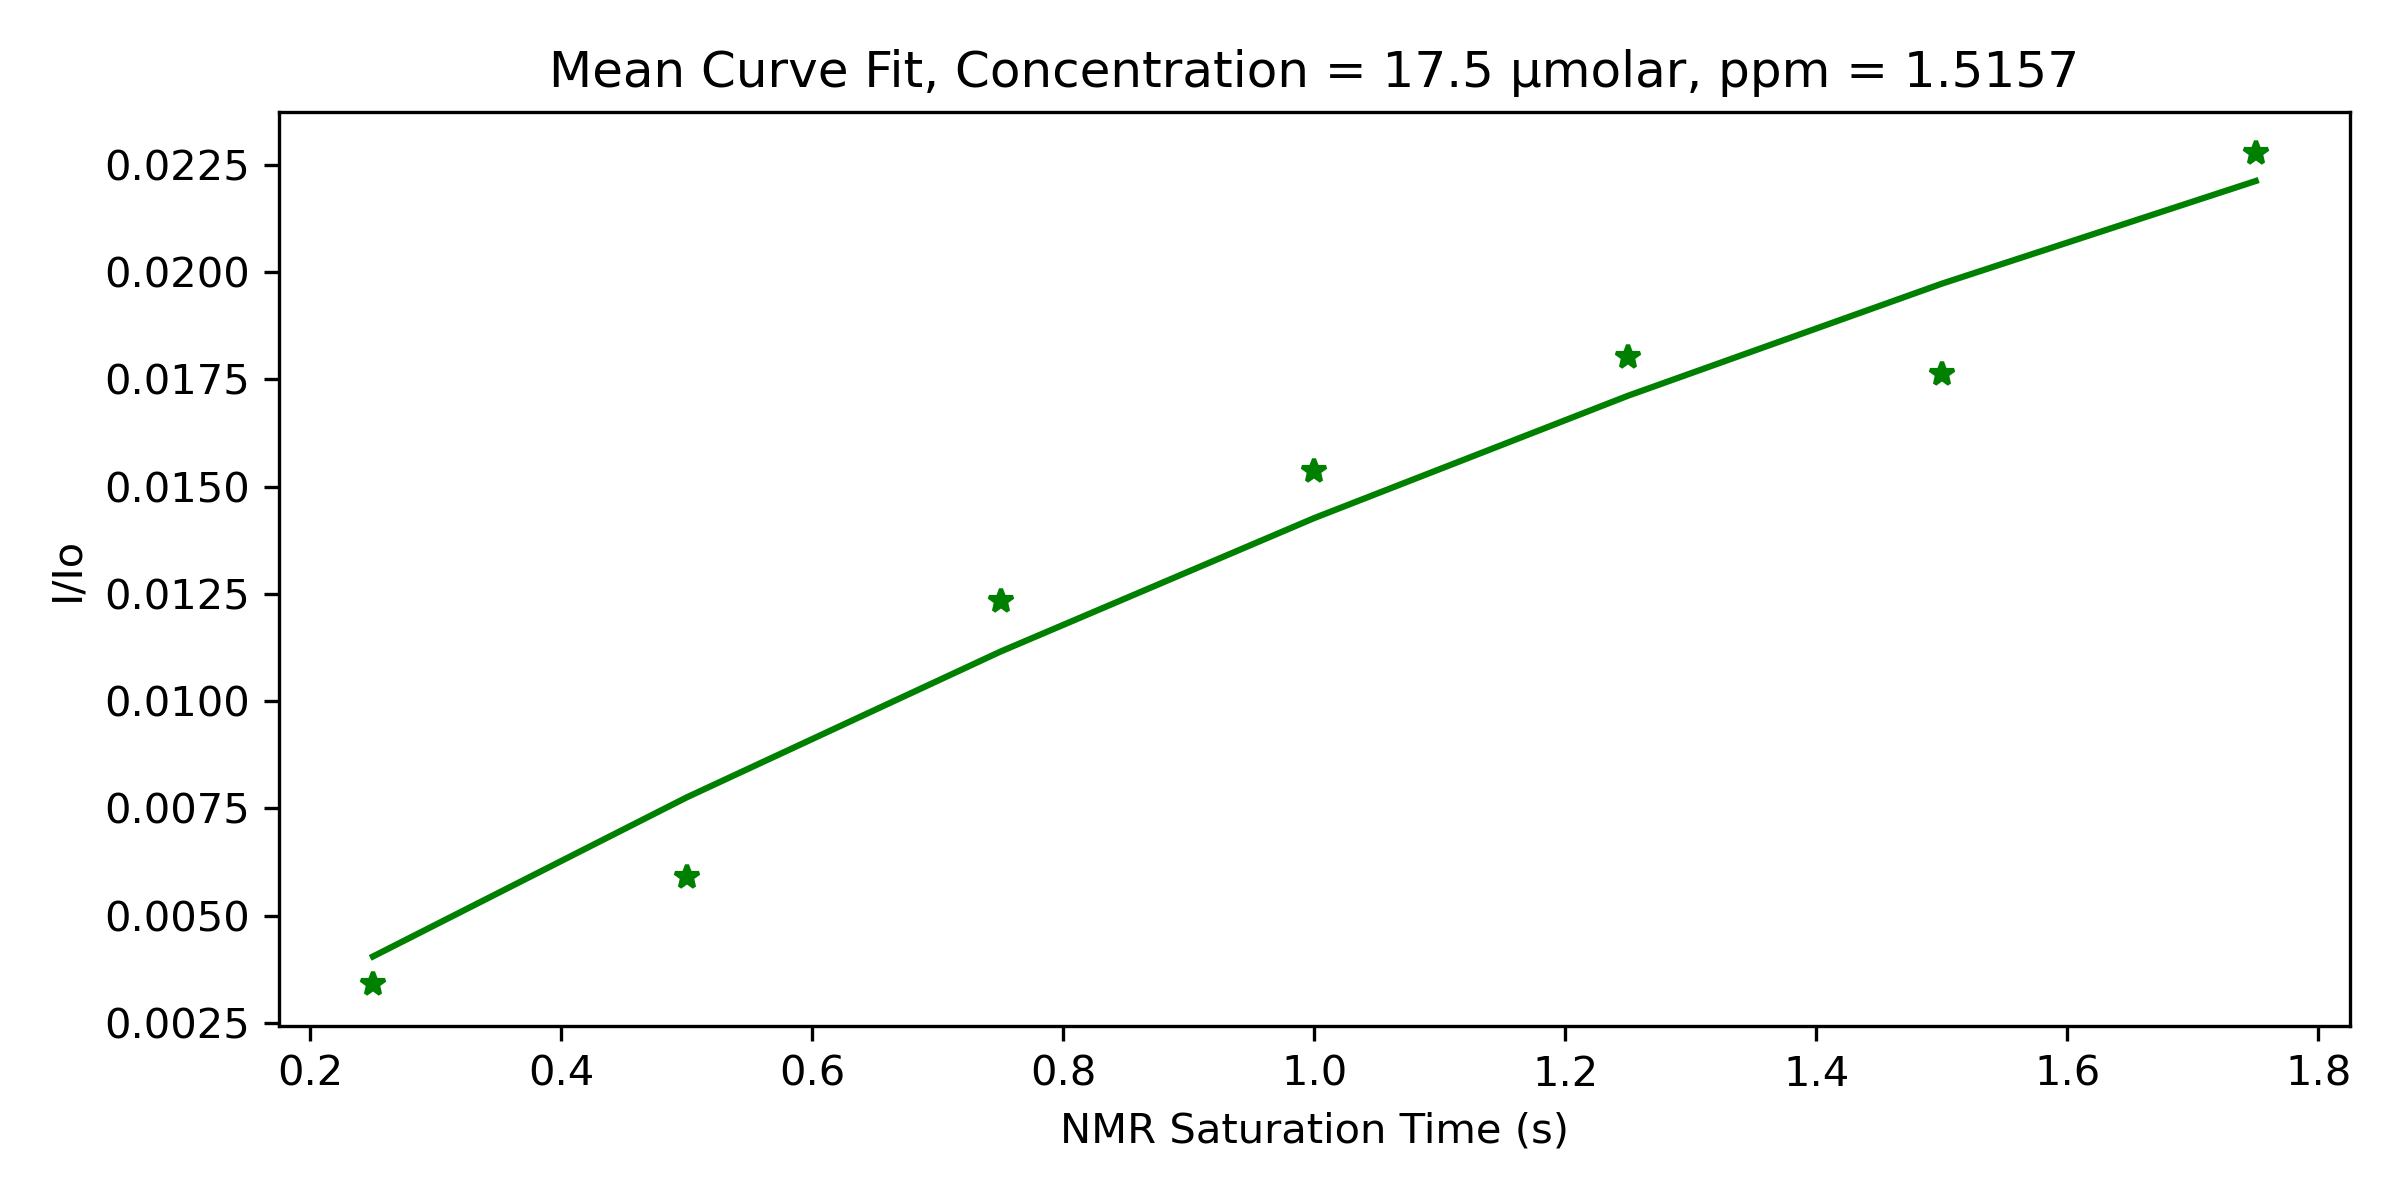 Mean Curve Fit, Concentration = 17.5 μmolar, ppm = 1.5157
0.0225
0.0200
0.0175
0.0150
0.0125
0.0100
0.0075
0.0050
0.0025
I/Io
0.2 0.4 0.6 0.8 1.0 1.2 1.4 1.6 1.8
NMR Saturation Time (s)